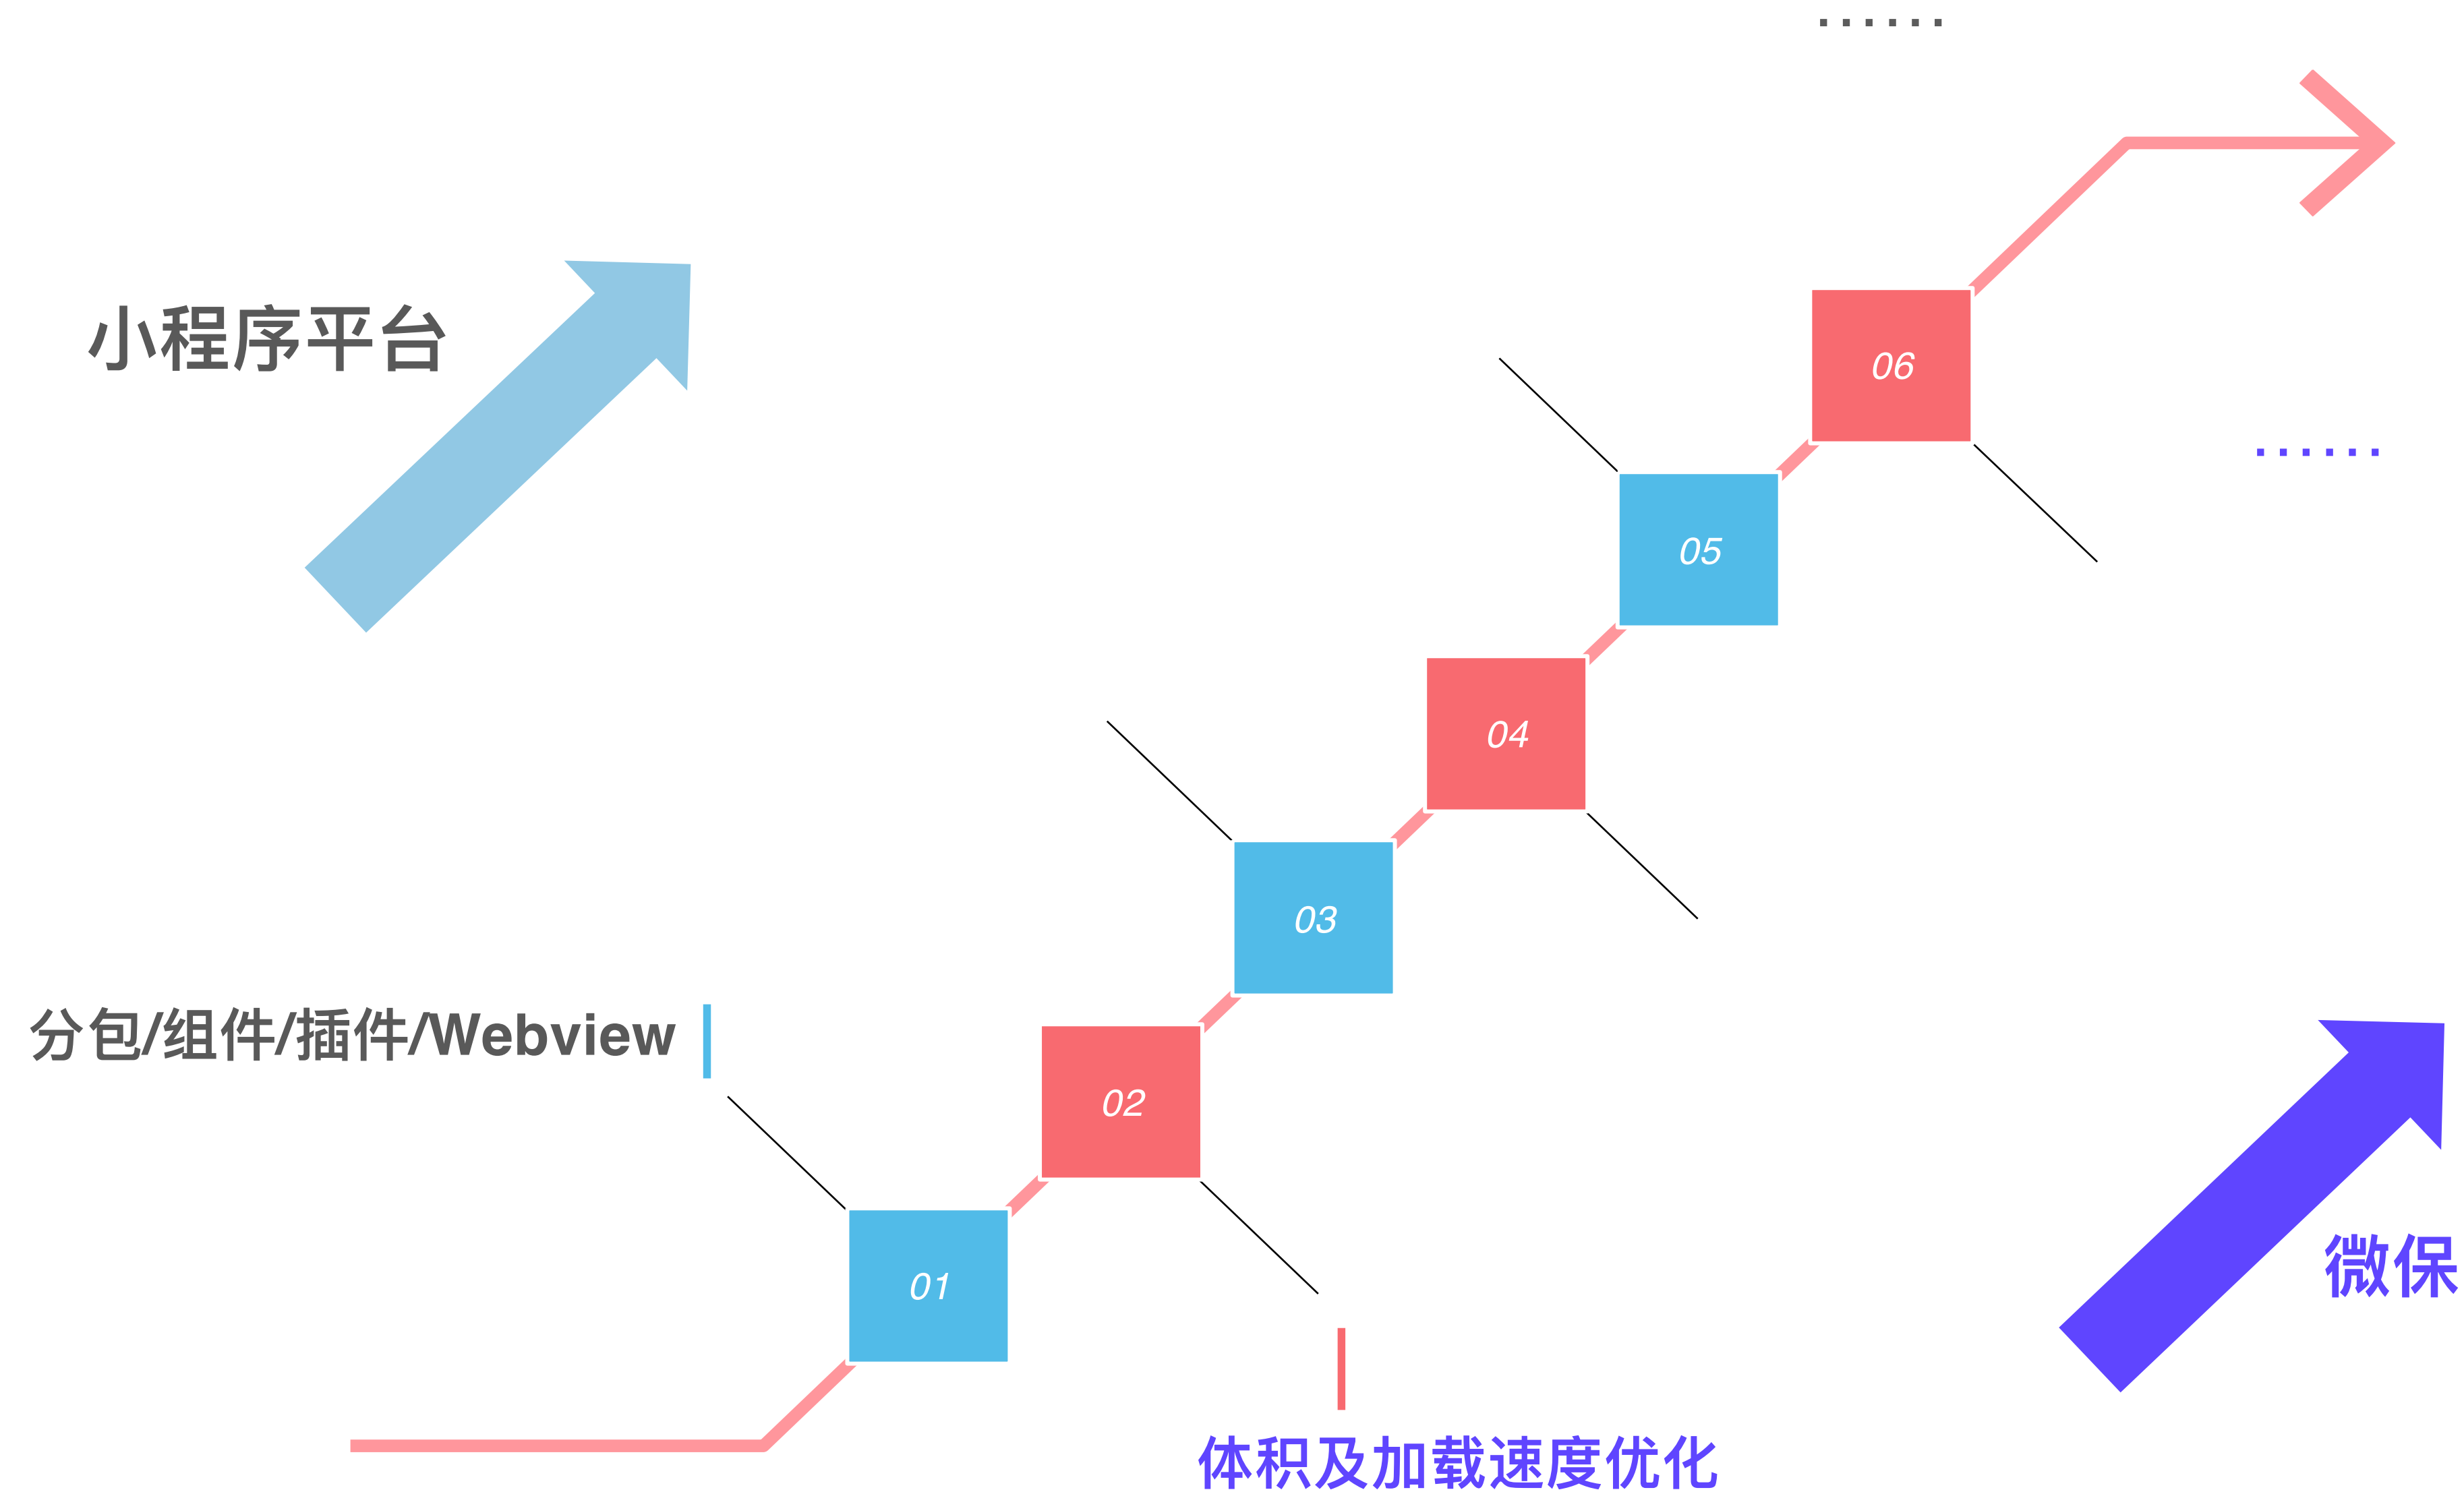 ......
小程序平台
06
......
05
04
03
分包/组件/插件/Webview
02
微保
01
体积及加载速度优化